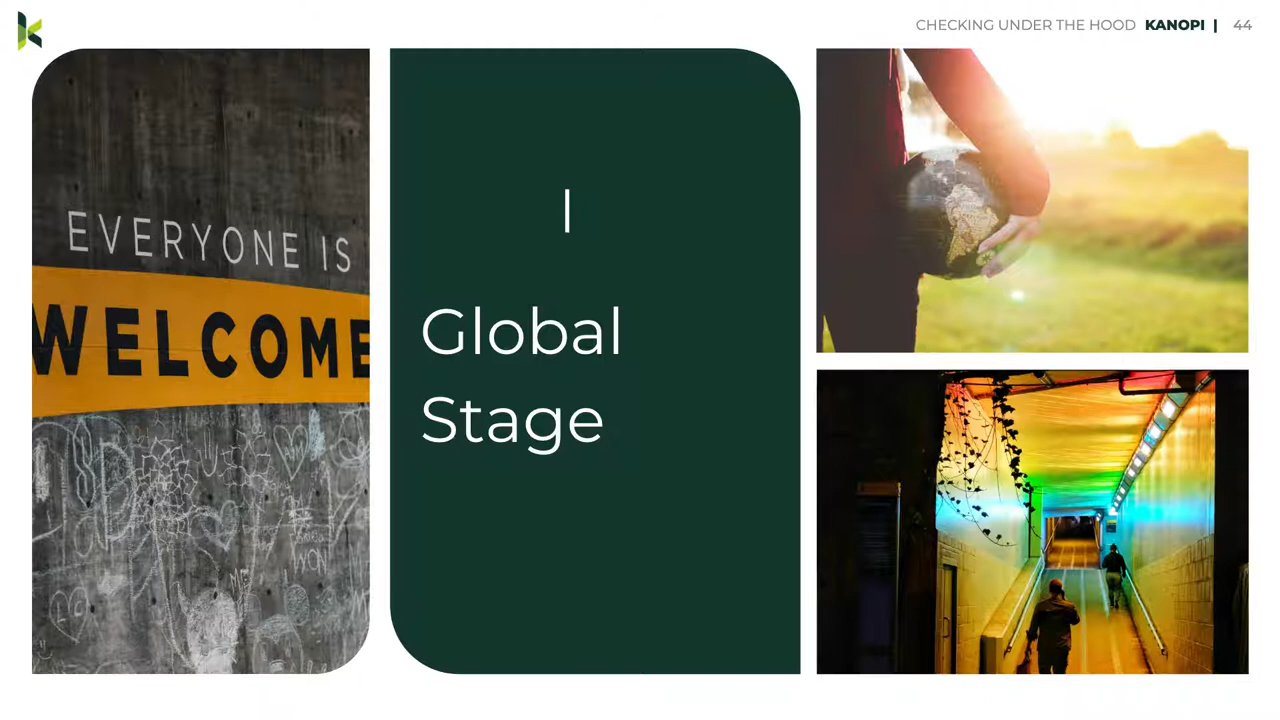 CHECKING UNDER THE HOOD KANOPI | 44
EVERYONE IS
WELCOME
I
Global
Stage